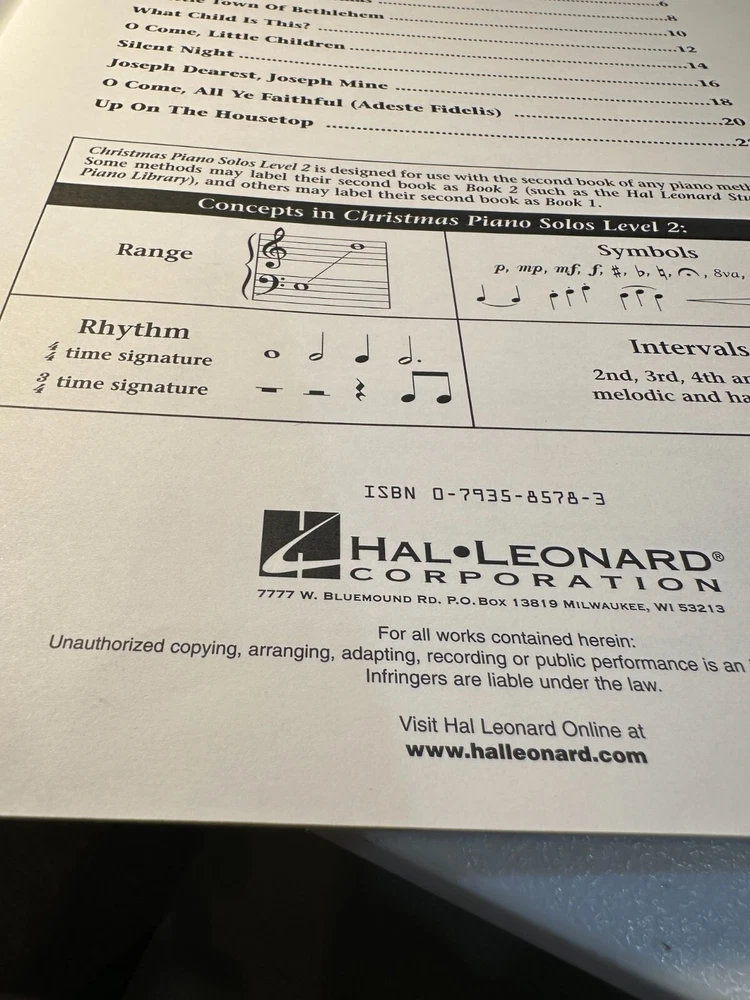 Town Of Bethlehem ... 8
What Child Is This? ... 10
O Come, Little Children ... 12
Silent Night ... 14
Joseph Dearest, Joseph Mine ... 16
O Come, All Ye Faithful (Adeste Fidelis) ... 18
Up On The Housetop ... 20
Christmas Piano Solos Level 2 is designed for use with the second book of any piano
Some methods may label their second book as Book 2 (such as the Hal Leonard
Piano Library), and others may label their second book as Book 1.
Concepts in Christmas Piano Solos Level 2:
Range
Symbols
p, mp, mf, f, ♯, ♭, ♮, 𝄐, 8va,
Rhythm
4/4 time signature
3/4 time signature
Intervals
2nd, 3rd, 4th
melodic and
ISBN 0-7935-8578-3
HAL•LEONARD®
CORPORATION
7777 W. BLUEMOUND RD. P.O. BOX 13819 MILWAUKEE, WI 53213
For all works contained herein:
Unauthorized copying, arranging, adapting, recording or public performance is an
Infringers are liable under the law.
Visit Hal Leonard Online at
www.halleonard.com